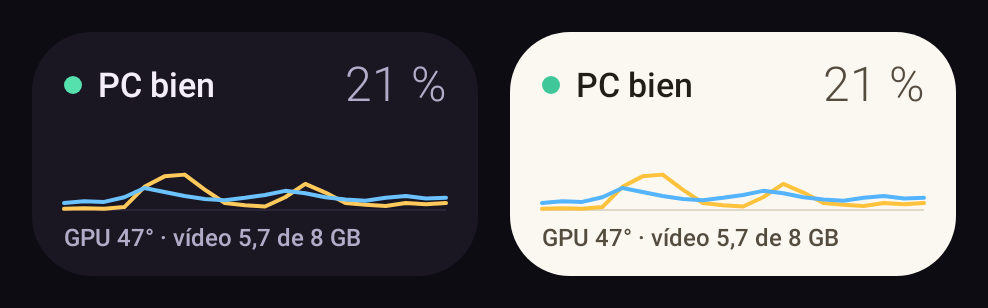 PC bien 21 %
GPU 47° · vídeo 5,7 de 8 GB
PC bien 21 %
GPU 47° · vídeo 5,7 de 8 GB